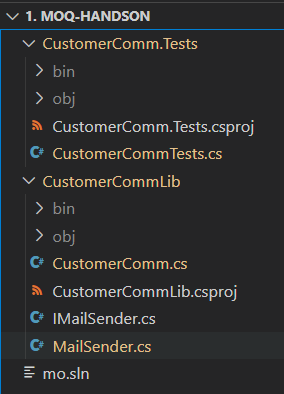 1. MOQ-HANDSON
CustomerComm.Tests
bin
obj
CustomerComm.Tests.csproj
C# CustomerCommTests.cs
CustomerCommLib
bin
obj
C# CustomerComm.cs
CustomerCommLib.csproj
C# IMailSender.cs
C# MailSender.cs
mo.sln